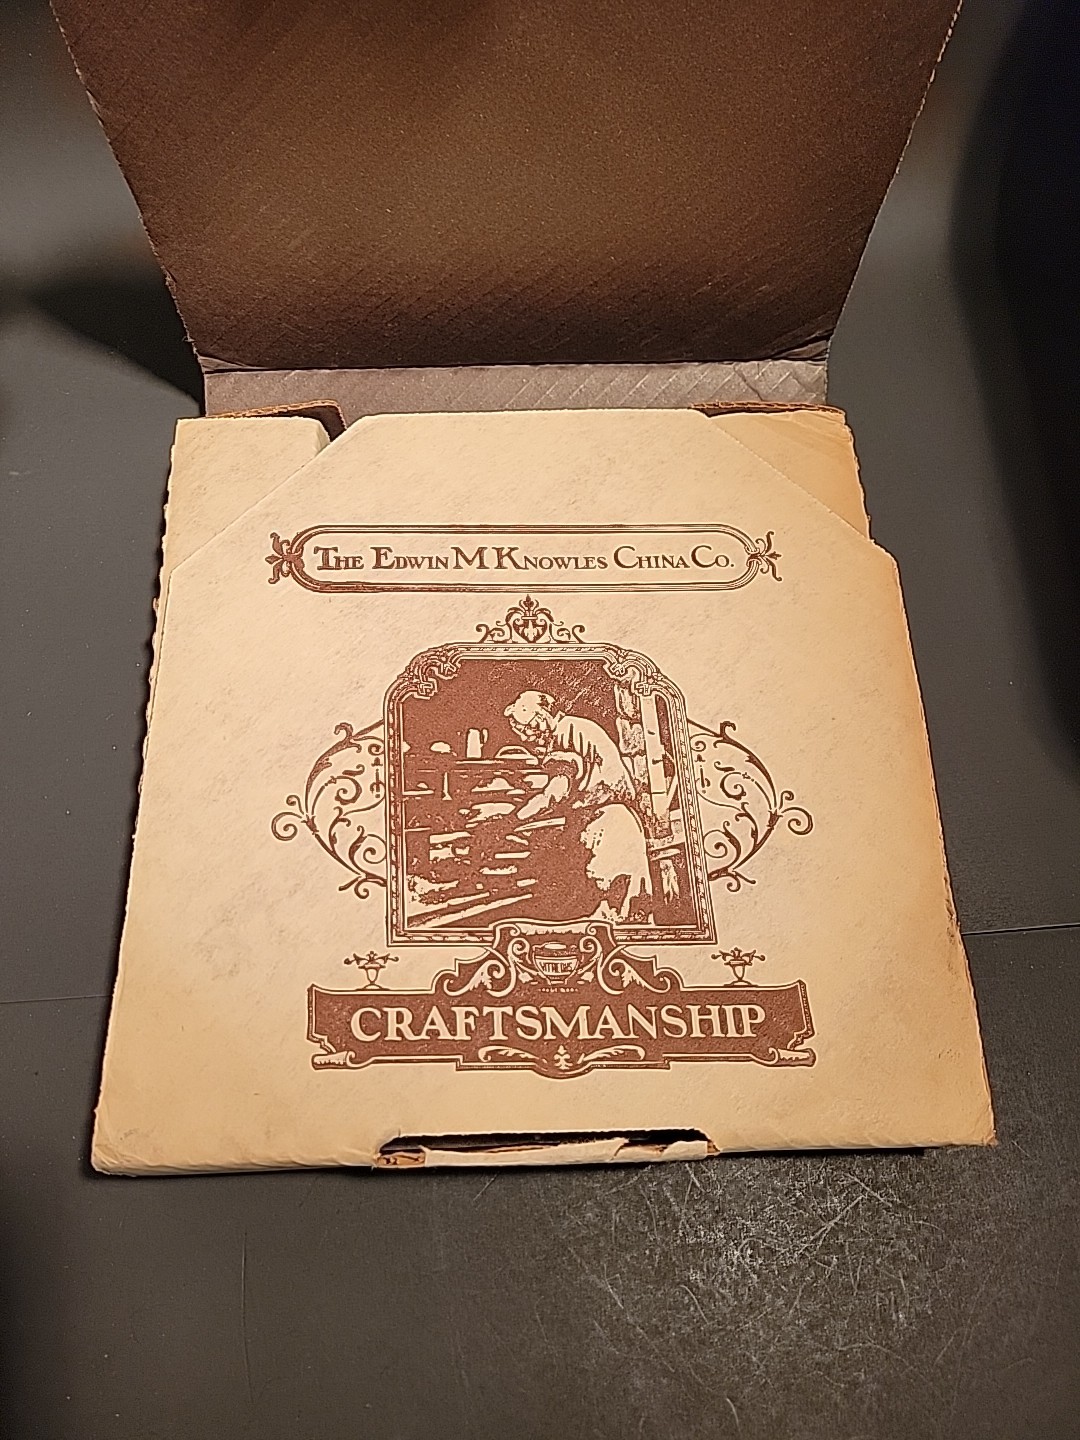 The Edwin M Knowles China Co.
CRAFTSMANSHIP